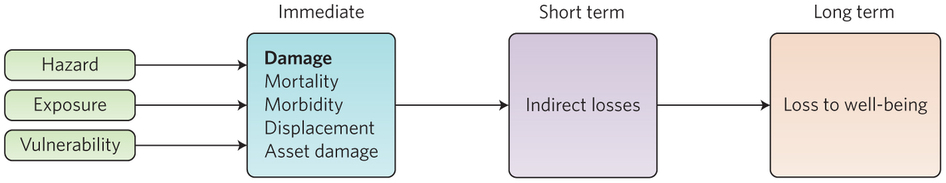 Immediate
Short term
Long term
Hazard
Exposure
Vulnerability
Damage
Mortality
Morbidity
Displacement
Asset damage
Indirect losses
Loss to well-being